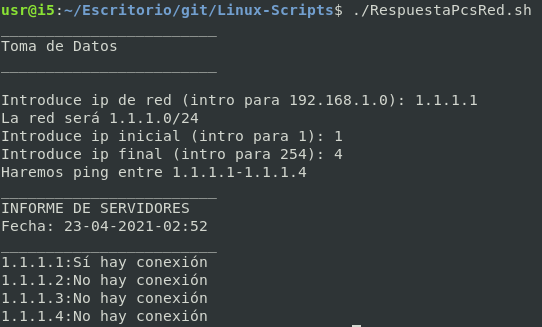 usr@i5:~/Escritorio/git/Linux-Scripts$ ./RespuestaPcsRed.sh
________________________
Toma de Datos
________________________
Introduce ip de red (intro para 192.168.1.0): 1.1.1.1
La red será 1.1.1.0/24
Introduce ip inicial (intro para 1): 1
Introduce ip final (intro para 254): 4
Haremos ping entre 1.1.1.1-1.1.1.4
________________________
INFORME DE SERVIDORES
Fecha: 23-04-2021-02:52
________________________
1.1.1.1:Sí hay conexión
1.1.1.2:No hay conexión
1.1.1.3:No hay conexión
1.1.1.4:No hay conexión